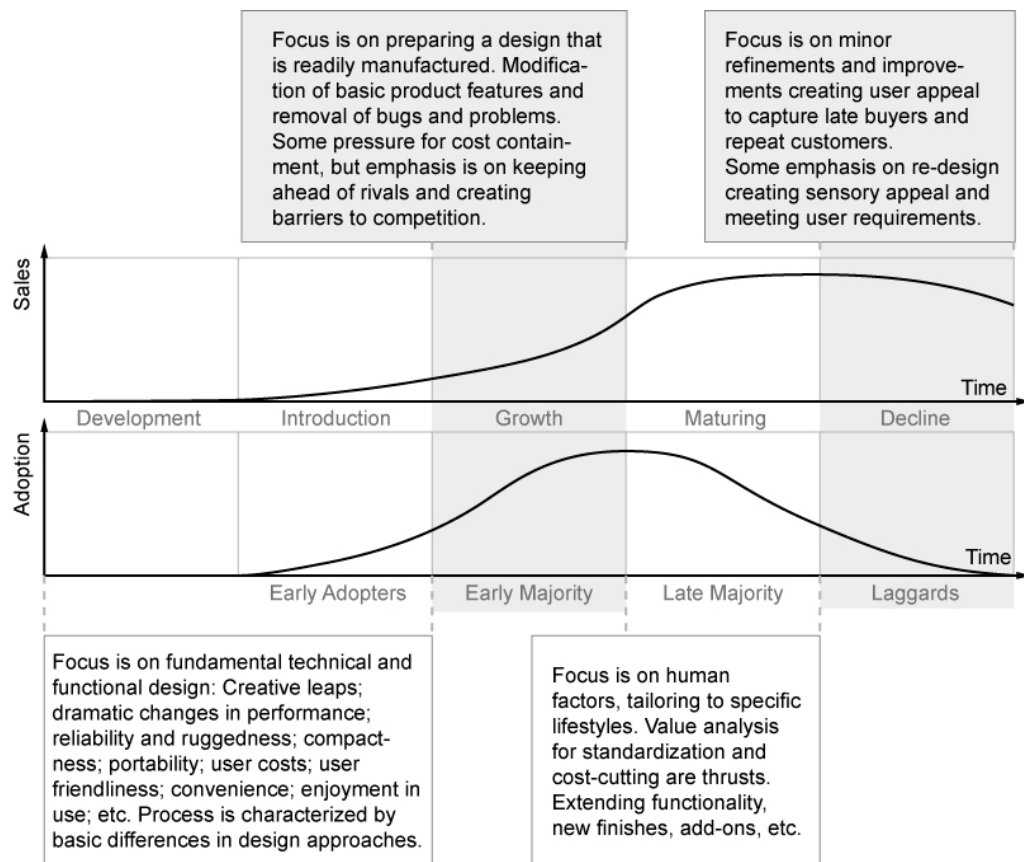 Focus is on preparing a design that
is readily manufactured. Modifica-
tion of basic product features and
removal of bugs and problems.
Some pressure for cost contain-
ment, but emphasis is on keeping
ahead of rivals and creating
barriers to competition.
Focus is on minor
refinements and improve-
ments creating user appeal
to capture late buyers and
repeat customers.
Some emphasis on re-design
creating sensory appeal and
meeting user requirements.
Sales
Time
Development
Introduction
Growth
Maturing
Decline
Adoption
Time
Early Adopters
Early Majority
Late Majority
Laggards
Focus is on fundamental technical and
functional design: Creative leaps;
dramatic changes in performance;
reliability and ruggedness; compact-
ness; portability; user costs; user
friendliness; convenience; enjoyment in
use; etc. Process is characterized by
basic differences in design approaches.
Focus is on human
factors, tailoring to specific
lifestyles. Value analysis
for standardization and
cost-cutting are thrusts.
Extending functionality,
new finishes, add-ons, etc.